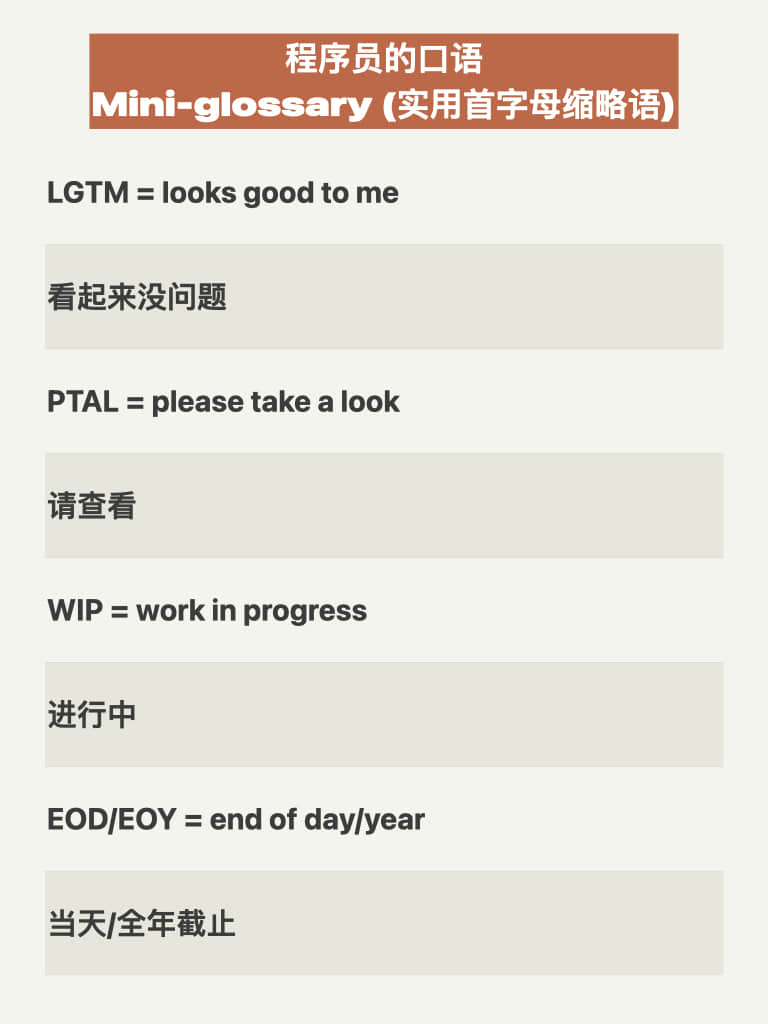 程序员的口语
Mini-glossary (实用首字母缩略语)
LGTM = looks good to me
看起来没问题
PTAL = please take a look
请查看
WIP = work in progress
进行中
EOD/EOY = end of day/year
当天/全年截止